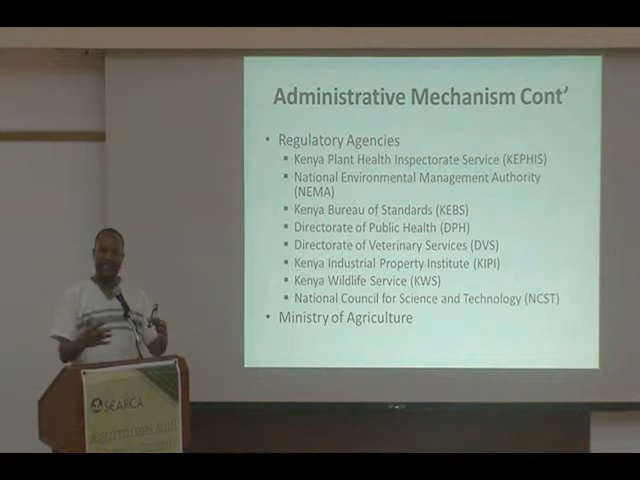 Administrative Mechanism Cont'
• Regulatory Agencies
▪ Kenya Plant Health Inspectorate Service (KEPHIS)
▪ National Environmental Management Authority
(NEMA)
▪ Kenya Bureau of Standards (KEBS)
▪ Directorate of Public Health (DPH)
▪ Directorate of Veterinary Services (DVS)
▪ Kenya Industrial Property Institute (KIPI)
▪ Kenya Wildlife Service (KWS)
▪ National Council for Science and Technology (NCST)
• Ministry of Agriculture
SEARCA